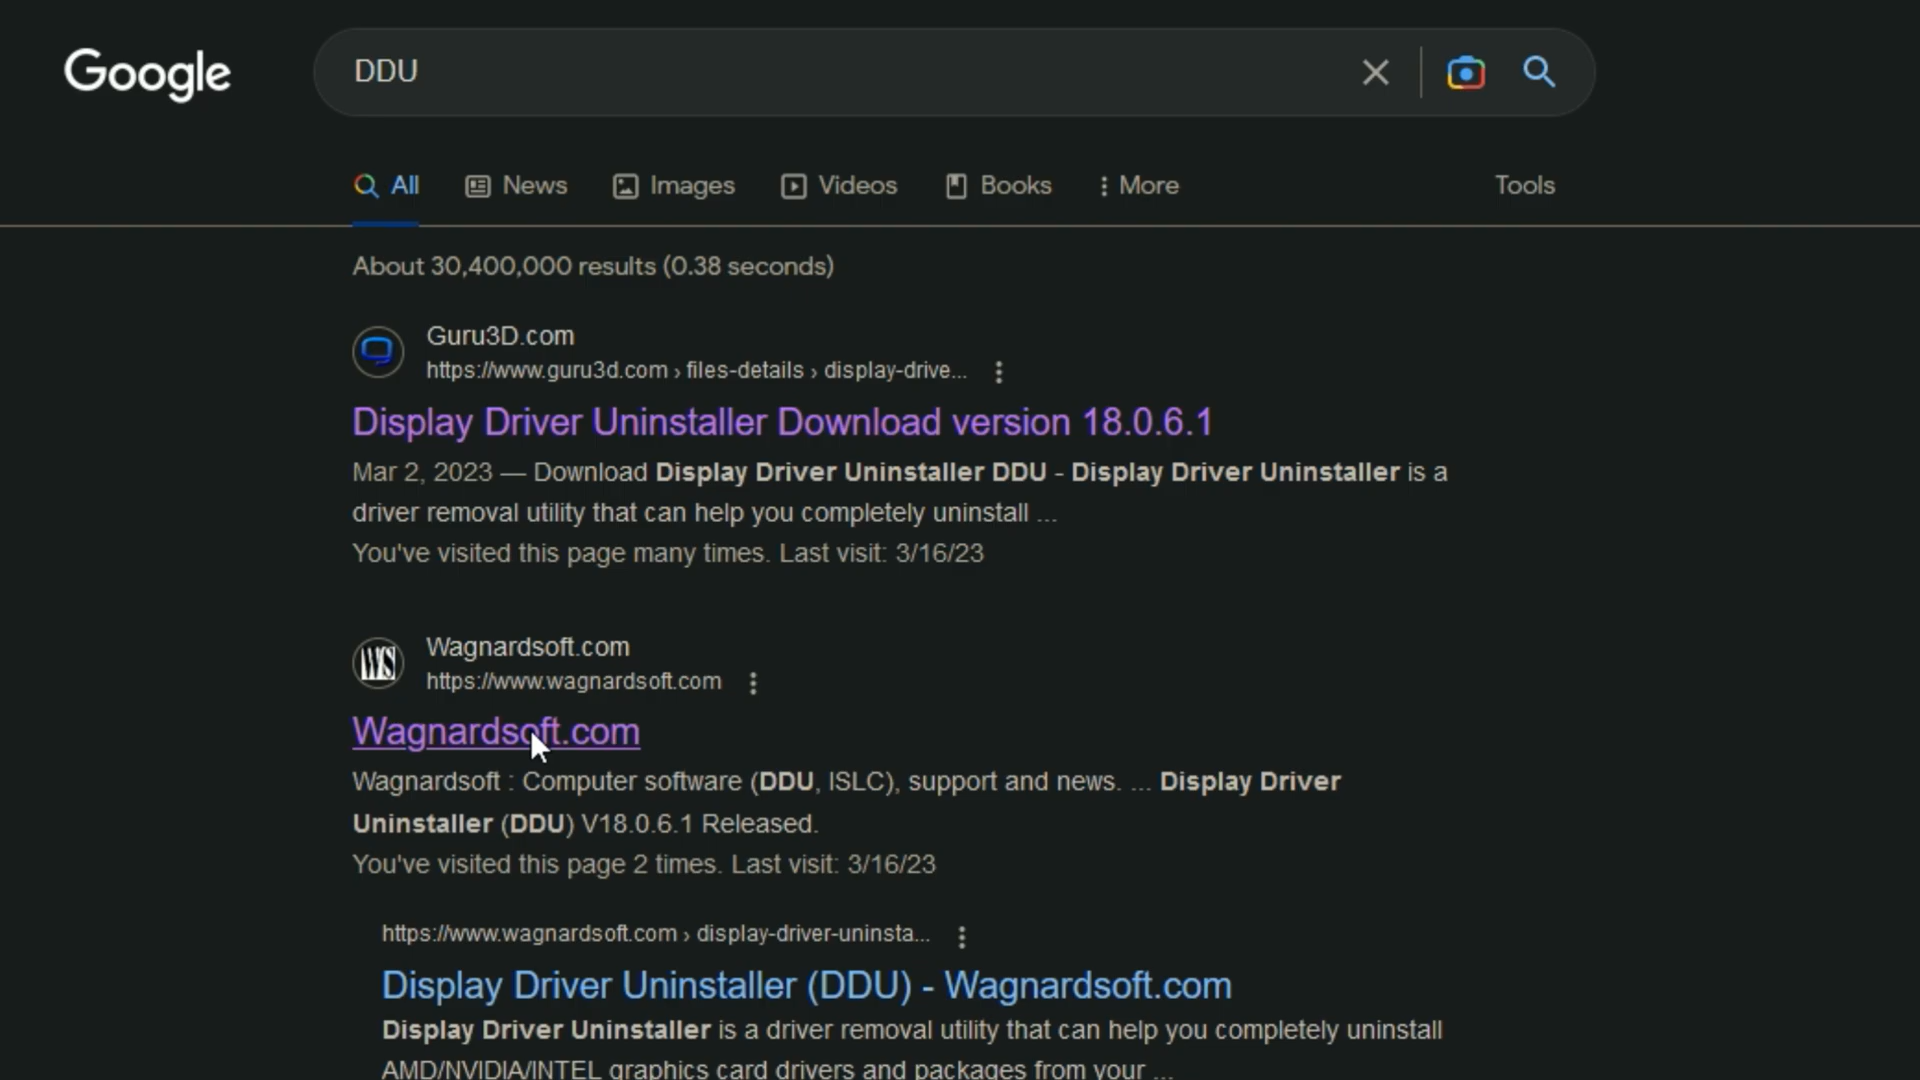 Google
DDU
All
News
Images
Videos
Books
More
Tools
About 30,400,000 results (0.38 seconds)
Guru3D.com
https://www.guru3d.com › files-details › display-drive...
Display Driver Uninstaller Download version 18.0.6.1
Mar 2, 2023 — Download Display Driver Uninstaller DDU - Display Driver Uninstaller is a
driver removal utility that can help you completely uninstall ...
You've visited this page many times. Last visit: 3/16/23
WS
Wagnardsoft.com
https://www.wagnardsoft.com
Wagnardsoft.com
Wagnardsoft : Computer software (DDU, ISLC), support and news. ... Display Driver
Uninstaller (DDU) V18.0.6.1 Released.
You've visited this page 2 times. Last visit: 3/16/23
https://www.wagnardsoft.com › display-driver-uninsta...
Display Driver Uninstaller (DDU) - Wagnardsoft.com
Display Driver Uninstaller is a driver removal utility that can help you completely uninstall
AMD/NVIDIA/INTEL graphics card drivers and packages from your ...